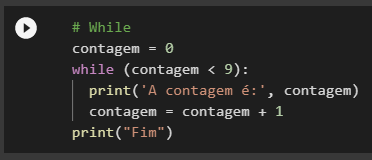 # While
contagem = 0
while (contagem < 9):
  print('A contagem é:', contagem)
  contagem = contagem + 1
print("Fim")